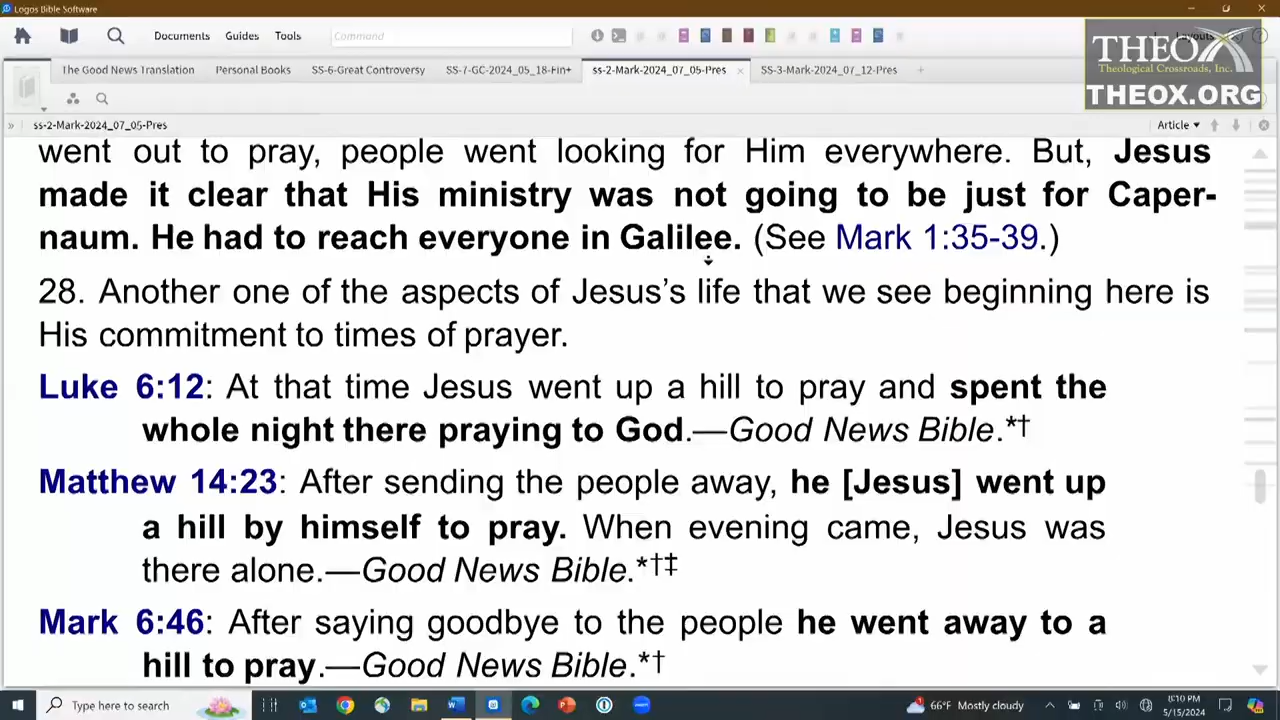 Logos Bible Software
Documents Guides Tools Command
THEOX
Theological Crossroads, Inc.
THEOX.ORG
The Good News Translation Personal Books SS-6-Great Contro 05_18-Fin+ ss-2-Mark-2024_07_05-Pres SS-3-Mark-2024_07_12-Pres
ss-2-Mark-2024_07_05-Pres Article
went out to pray, people went looking for Him everywhere. But, Jesus
made it clear that His ministry was not going to be just for Caper-
naum. He had to reach everyone in Galilee. (See Mark 1:35-39.)
28. Another one of the aspects of Jesus’s life that we see beginning here is
His commitment to times of prayer.
Luke 6:12: At that time Jesus went up a hill to pray and spent the
whole night there praying to God.—Good News Bible.*†
Matthew 14:23: After sending the people away, he [Jesus] went up
a hill by himself to pray. When evening came, Jesus was
there alone.—Good News Bible.*†‡
Mark 6:46: After saying goodbye to the people he went away to a
hill to pray.—Good News Bible.*†
Type here to search 66°F Mostly cloudy 8:10 PM
5/15/2024